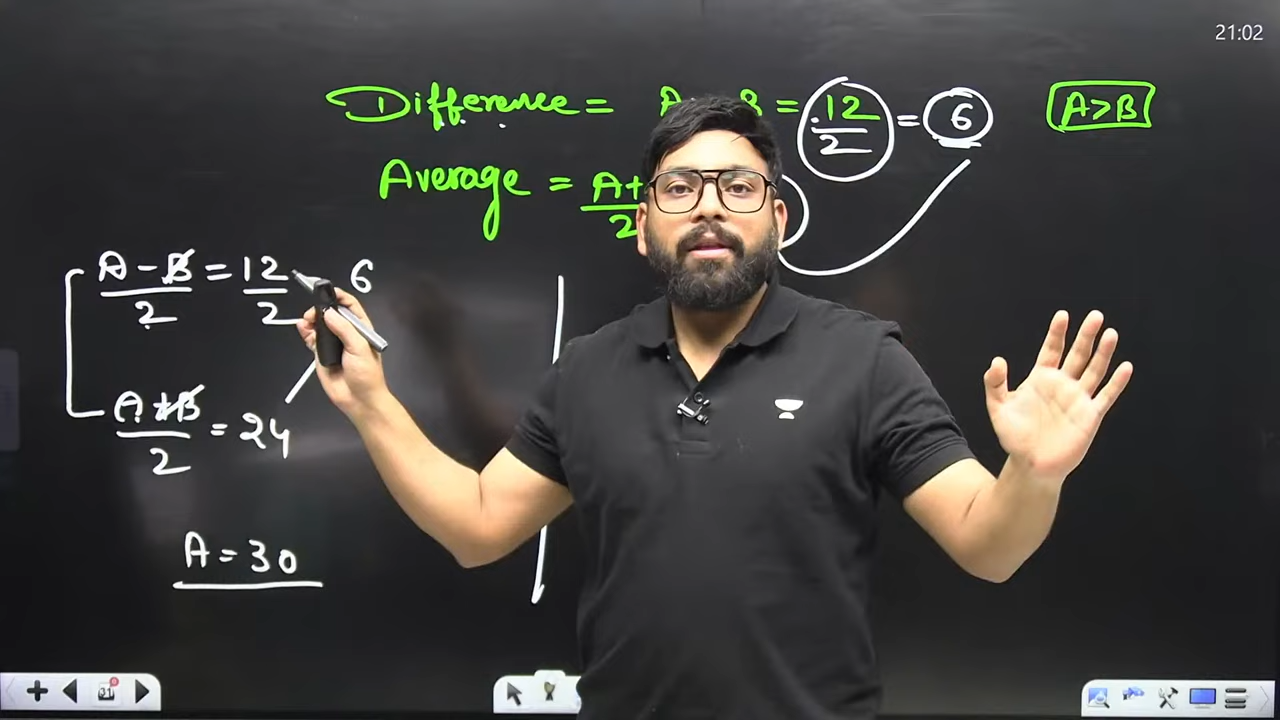 21:02
Difference = A - B = 12/2 = 6
A>B
Average = A+/2
A - B/2 = 12/2 6
A + B/2 = 24
A = 30